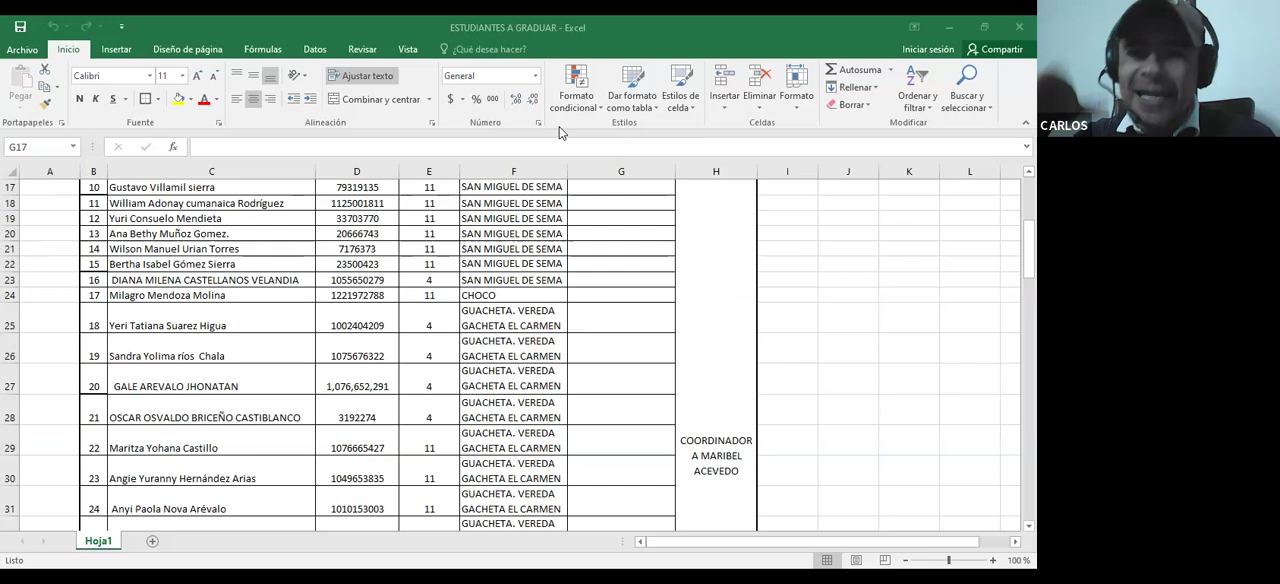 ESTUDIANTES A GRADUAR - Excel
Archivo Inicio Insertar Diseño de página Fórmulas Datos Revisar Vista ¿Qué desea hacer? Iniciar sesión Compartir
Calibri 11 Ajustar texto General Autosuma
Pegar Rellenar
N K S Combinar y centrar $ % 000 Formato condicional Dar formato como tabla Estilos de celda Insertar Eliminar Formato Borrar Ordenar y filtrar Buscar y seleccionar
Portapapeles Fuente Alineación Número Estilos Celdas Modificar
CARLOS
G17 fx
A B C D E F G H I J K L
17 10 Gustavo Villamil sierra 79319135 11 SAN MIGUEL DE SEMA
18 11 William Adonay cumanaica Rodríguez 1125001811 11 SAN MIGUEL DE SEMA
19 12 Yuri Consuelo Mendieta 33703770 11 SAN MIGUEL DE SEMA
20 13 Ana Bethy Muñoz Gomez. 20666743 11 SAN MIGUEL DE SEMA
21 14 Wilson Manuel Urian Torres 7176373 11 SAN MIGUEL DE SEMA
22 15 Bertha Isabel Gómez Sierra 23500423 11 SAN MIGUEL DE SEMA
23 16 DIANA MILENA CASTELLANOS VELANDIA 1055650279 4 SAN MIGUEL DE SEMA
24 17 Milagro Mendoza Molina 1221972788 11 CHOCO
GUACHETA. VEREDA
25 18 Yeri Tatiana Suarez Higua 1002404209 4 GACHETA EL CARMEN
GUACHETA. VEREDA
26 19 Sandra Yolima ríos Chala 1075676322 4 GACHETA EL CARMEN
GUACHETA. VEREDA
27 20 GALE AREVALO JHONATAN 1,076,652,291 4 GACHETA EL CARMEN
GUACHETA. VEREDA
28 21 OSCAR OSVALDO BRICEÑO CASTIBLANCO 3192274 4 GACHETA EL CARMEN
GUACHETA. VEREDA
29 22 Maritza Yohana Castillo 1076665427 11 GACHETA EL CARMEN
GUACHETA. VEREDA
30 23 Angie Yuranny Hernández Arias 1049653835 11 GACHETA EL CARMEN
GUACHETA. VEREDA
31 24 Anyi Paola Nova Arévalo 1010153003 11 GACHETA EL CARMEN
GUACHETA. VEREDA
COORDINADOR
A MARIBEL
ACEVEDO
Hoja1
Listo 100 %